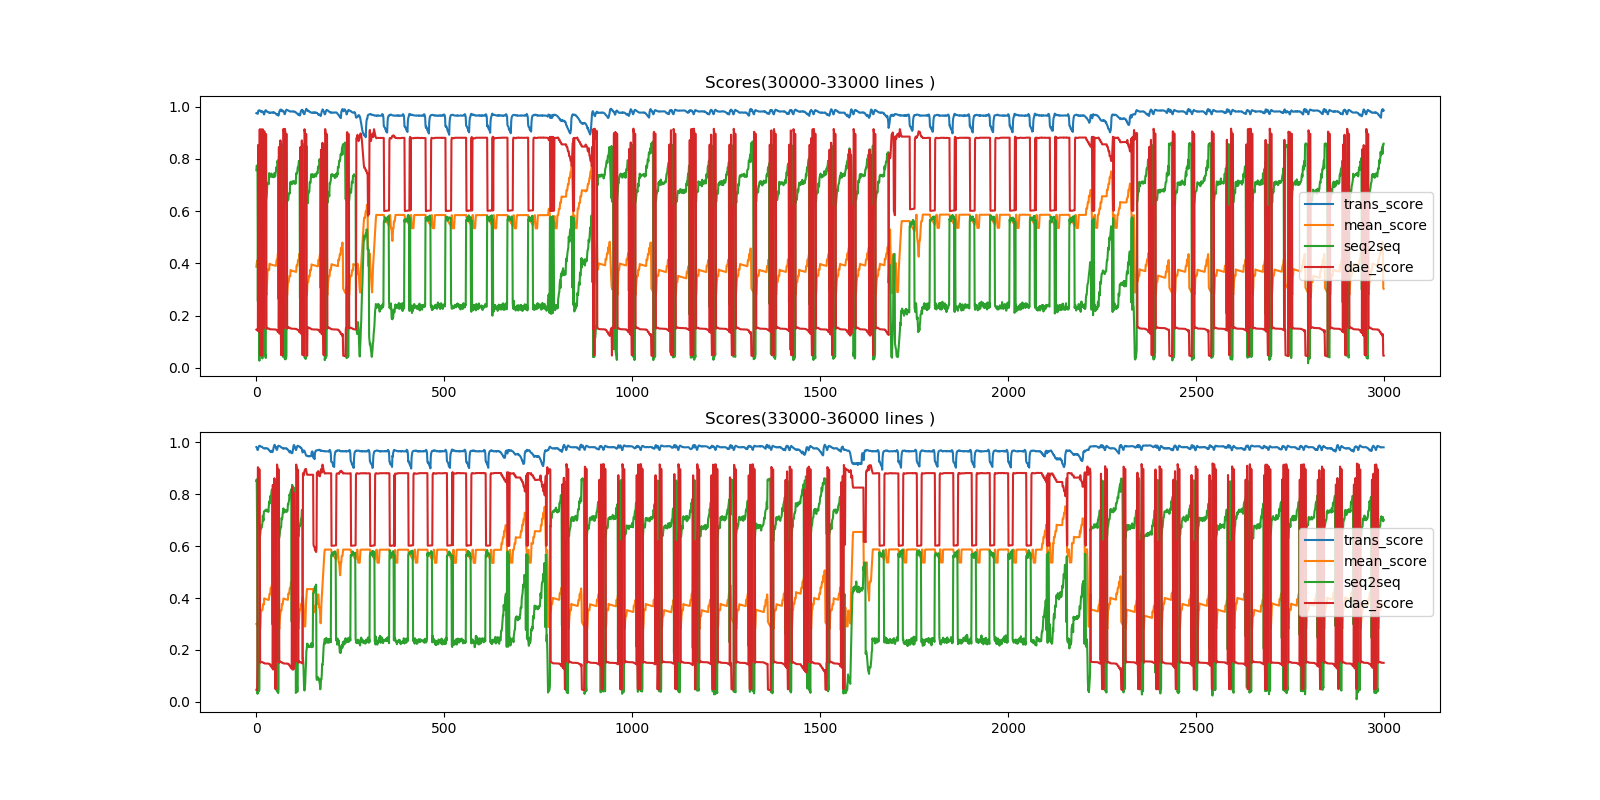 Scores(30000-33000 lines )
1.0
0.8
0.6
0.4
0.2
0.0
trans_score
mean_score
seq2seq
dae_score
0 500 1000 1500 2000 2500 3000
Scores(33000-36000 lines )
1.0
0.8
0.6
0.4
0.2
0.0
trans_score
mean_score
seq2seq
dae_score
0 500 1000 1500 2000 2500 3000